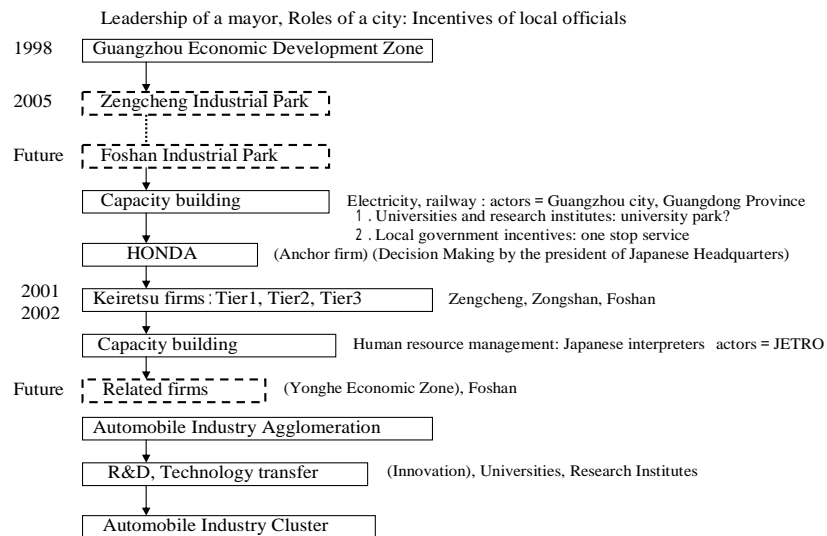 Leadership of a mayor, Roles of a city: Incentives of local officials
1998 Guangzhou Economic Development Zone
2005 Zengcheng Industrial Park
Future Foshan Industrial Park
Capacity building Electricity, railway : actors = Guangzhou city, Guangdong Province
1. Universities and research institutes: university park?
2. Local government incentives: one stop service
HONDA (Anchor firm) (Decision Making by the president of Japanese Headquarters)
2001
2002
Keiretsu firms: Tier1, Tier2, Tier3 Zengcheng, Zongshan, Foshan
Capacity building Human resource management: Japanese interpreters actors = JETRO
Future Related firms (Yonghe Economic Zone), Foshan
Automobile Industry Agglomeration
R&D, Technology transfer (Innovation), Universities, Research Institutes
Automobile Industry Cluster